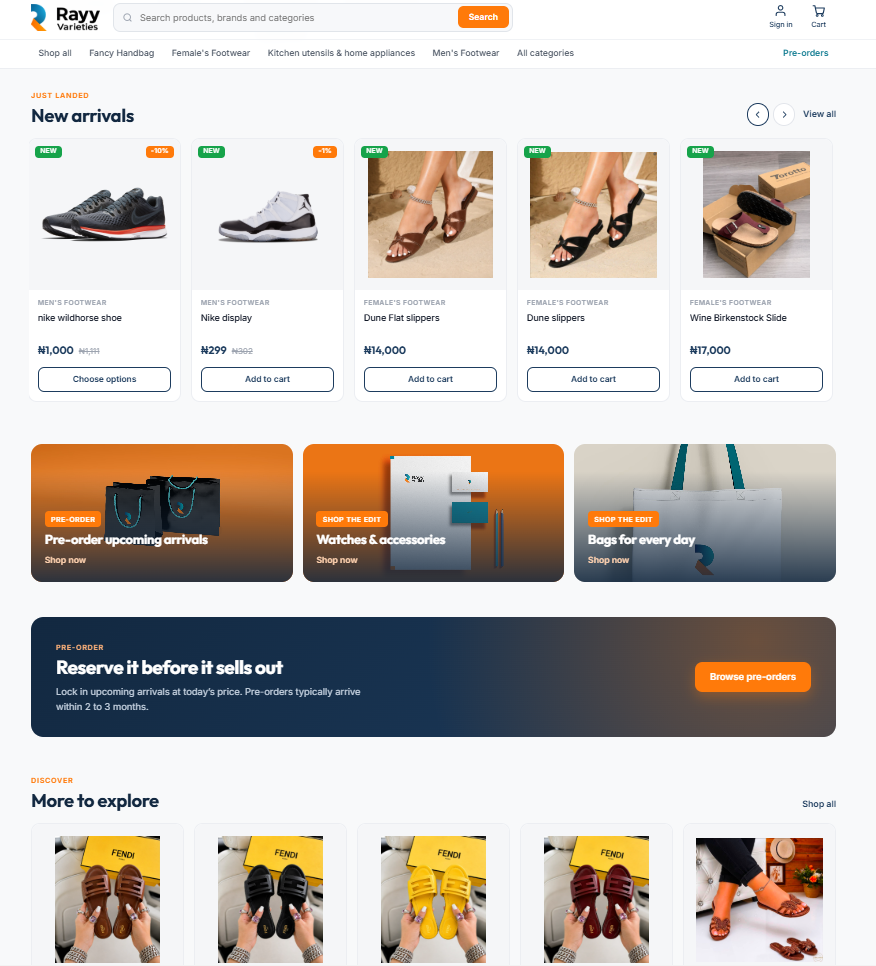 Rayy
Varieties
Search products, brands and categories
Search
Sign in
Cart
Shop all
Fancy Handbag
Female's Footwear
Kitchen utensils & home appliances
Men's Footwear
All categories
Pre-orders
JUST LANDED
New arrivals
View all
NEW
-10%
NEW
-1%
NEW
NEW
NEW
Turotto
MEN'S FOOTWEAR
nike wildhorse shoe
₦1,000 ₦1,111
Choose options
MEN'S FOOTWEAR
Nike display
₦299 ₦302
Add to cart
FEMALE'S FOOTWEAR
Dune Flat slippers
₦14,000
Add to cart
FEMALE'S FOOTWEAR
Dune slippers
₦14,000
Add to cart
FEMALE'S FOOTWEAR
Wine Birkenstock Slide
₦17,000
Add to cart
PRE-ORDER
Pre-order upcoming arrivals
Shop now
SHOP THE EDIT
Watches & accessories
Shop now
SHOP THE EDIT
Bags for every day
Shop now
PRE-ORDER
Reserve it before it sells out
Lock in upcoming arrivals at today's price. Pre-orders typically arrive
within 2 to 3 months.
Browse pre-orders
DISCOVER
More to explore
Shop all
FENDI
FENDI
FENDI
FENDI